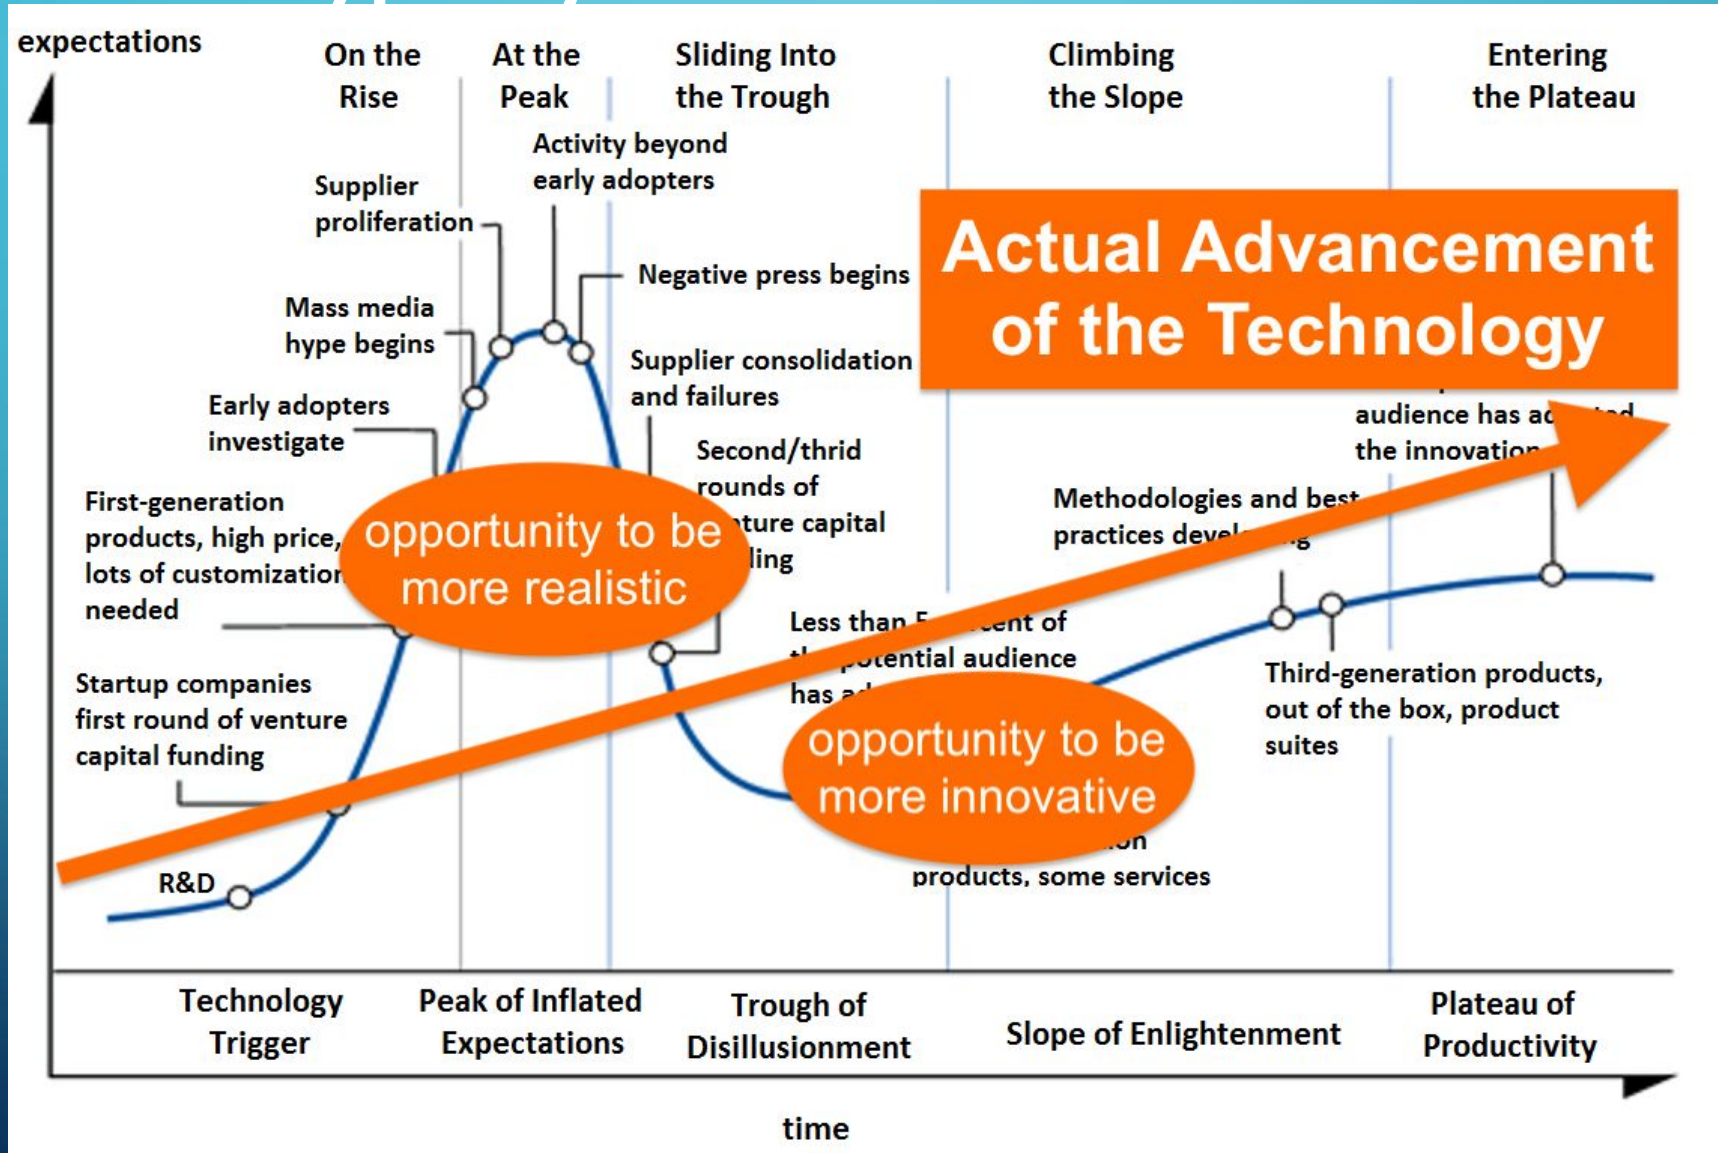 expectations
On the
Rise
At the
Peak
Sliding Into
the Trough
Climbing
the Slope
Entering
the Plateau
Activity beyond
early adopters
Supplier
proliferation
Negative press begins
Mass media
hype begins
Supplier consolidation
and failures
Early adopters
investigate
Second/thrid
rounds of
capital
First-generation
products, high price,
lots of customization
needed
Startup companies
first round of venture
capital funding
R&D
Actual Advancement
of the Technology
audience has
the innovation
Methodologies and best
practices
opportunity to be
more realistic
Less than of
potential audience
has
opportunity to be
more innovative
products, some services
Third-generation products,
out of the box, product
suites
Technology
Trigger
Peak of Inflated
Expectations
Trough of
Disillusionment
Slope of Enlightenment
Plateau of
Productivity
time